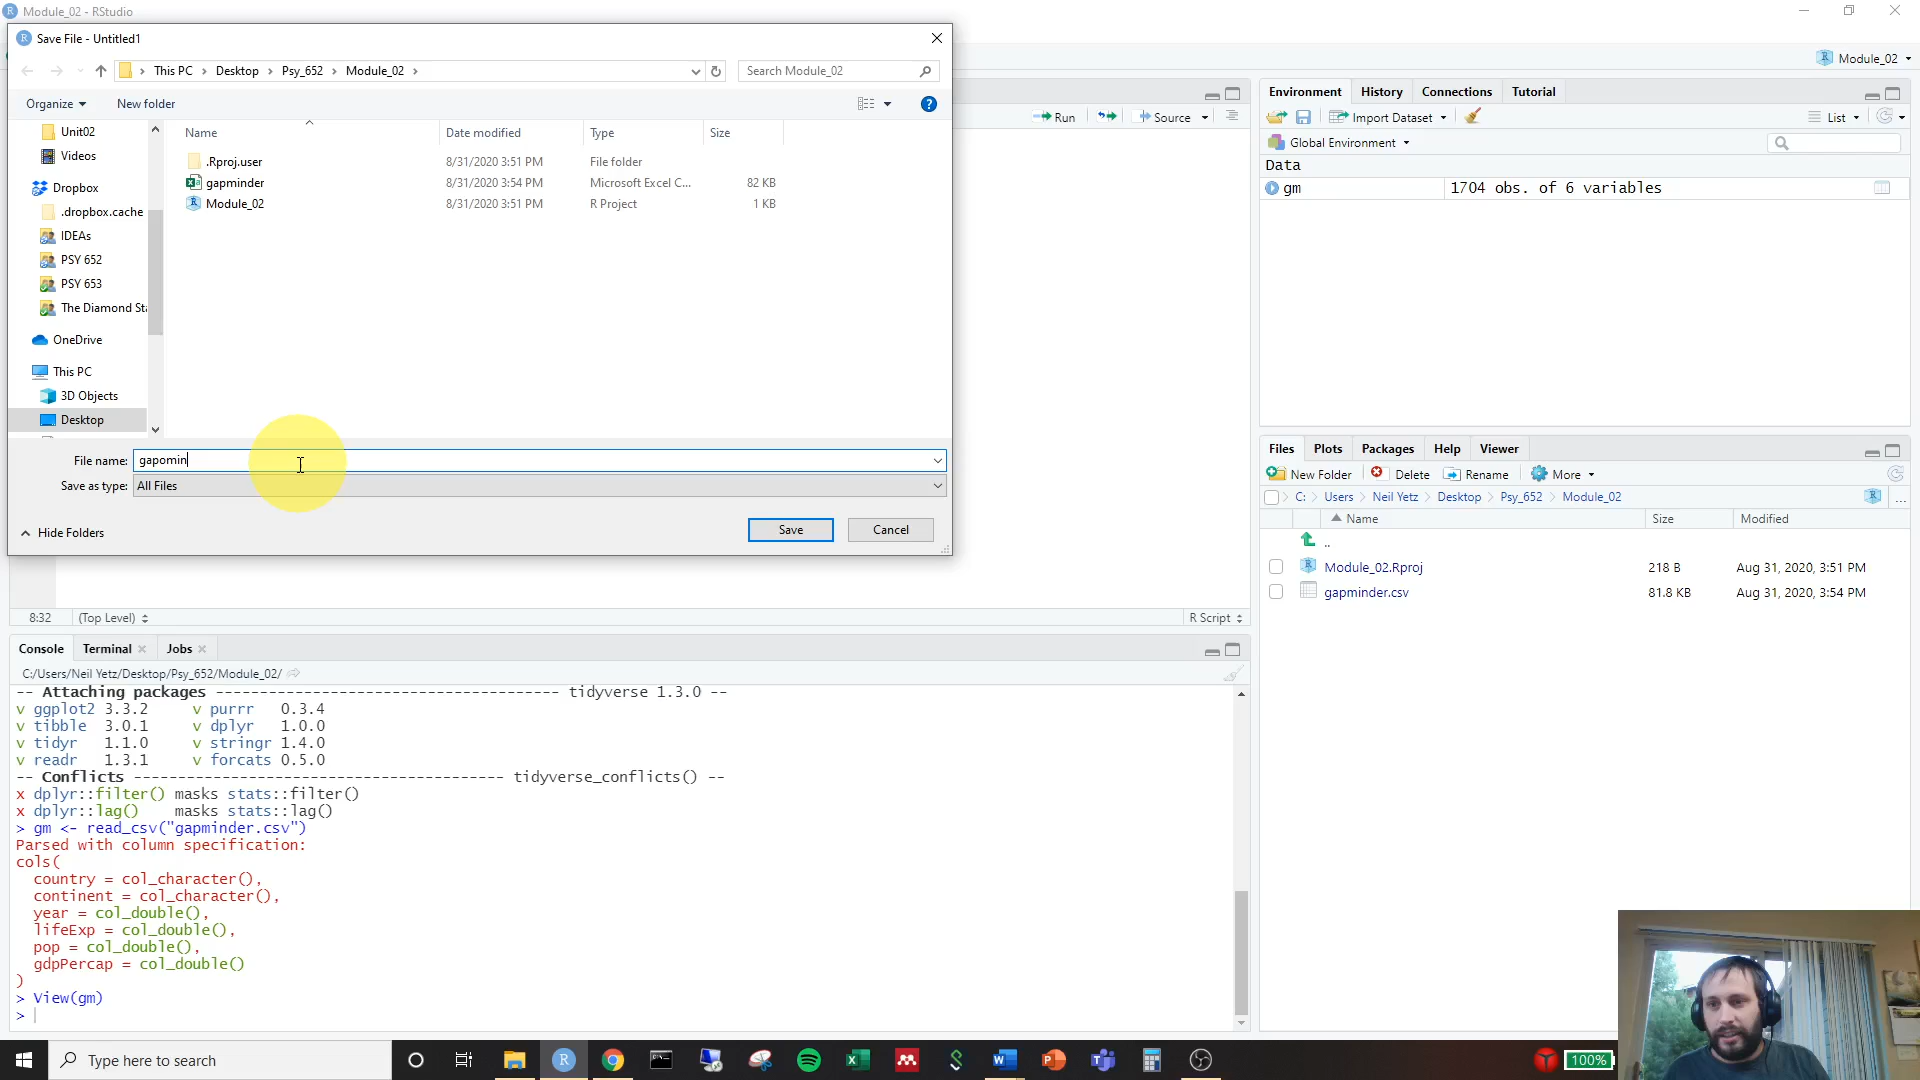 Module_02 - RStudio
Save File - Untitled1
This PC > Desktop > Psy_652 > Module_02 >
Search Module_02
Organize
New folder
Unit02
Videos
Dropbox
.dropbox.cache
IDEAs
PSY 652
PSY 653
The Diamond Sta
OneDrive
This PC
3D Objects
Desktop
Name Date modified Type Size
.Rproj.user 8/31/2020 3:51 PM File folder
gapminder 8/31/2020 3:54 PM Microsoft Excel C... 82 KB
Module_02 8/31/2020 3:51 PM R Project 1 KB
File name: gapomin
Save as type: All Files
Hide Folders
Save
Cancel
Run
Source
8:32 (Top Level)
R Script
Module_02
Environment History Connections Tutorial
Import Dataset
List
Global Environment
Data
gm 1704 obs. of 6 variables
Files Plots Packages Help Viewer
New Folder Delete Rename More
C: > Users > Neil Yetz > Desktop > Psy_652 > Module_02
Name Size Modified
..
Module_02.Rproj 218 B Aug 31, 2020, 3:51 PM
gapminder.csv 81.8 KB Aug 31, 2020, 3:54 PM
Console Terminal Jobs
C:/Users/Neil Yetz/Desktop/Psy_652/Module_02/
-- Attaching packages ------------------------------------- tidyverse 1.3.0 --
v ggplot2 3.3.2 v purrr 0.3.4
v tibble 3.0.1 v dplyr 1.0.0
v tidyr 1.1.0 v stringr 1.4.0
v readr 1.3.1 v forcats 0.5.0
-- Conflicts ---------------------------------------- tidyverse_conflicts() --
x dplyr::filter() masks stats::filter()
x dplyr::lag() masks stats::lag()
> gm <- read_csv("gapminder.csv")
Parsed with column specification:
cols(
country = col_character(),
continent = col_character(),
year = col_double(),
lifeExp = col_double(),
pop = col_double(),
gdpPercap = col_double()
)
> View(gm)
>
Type here to search
100%